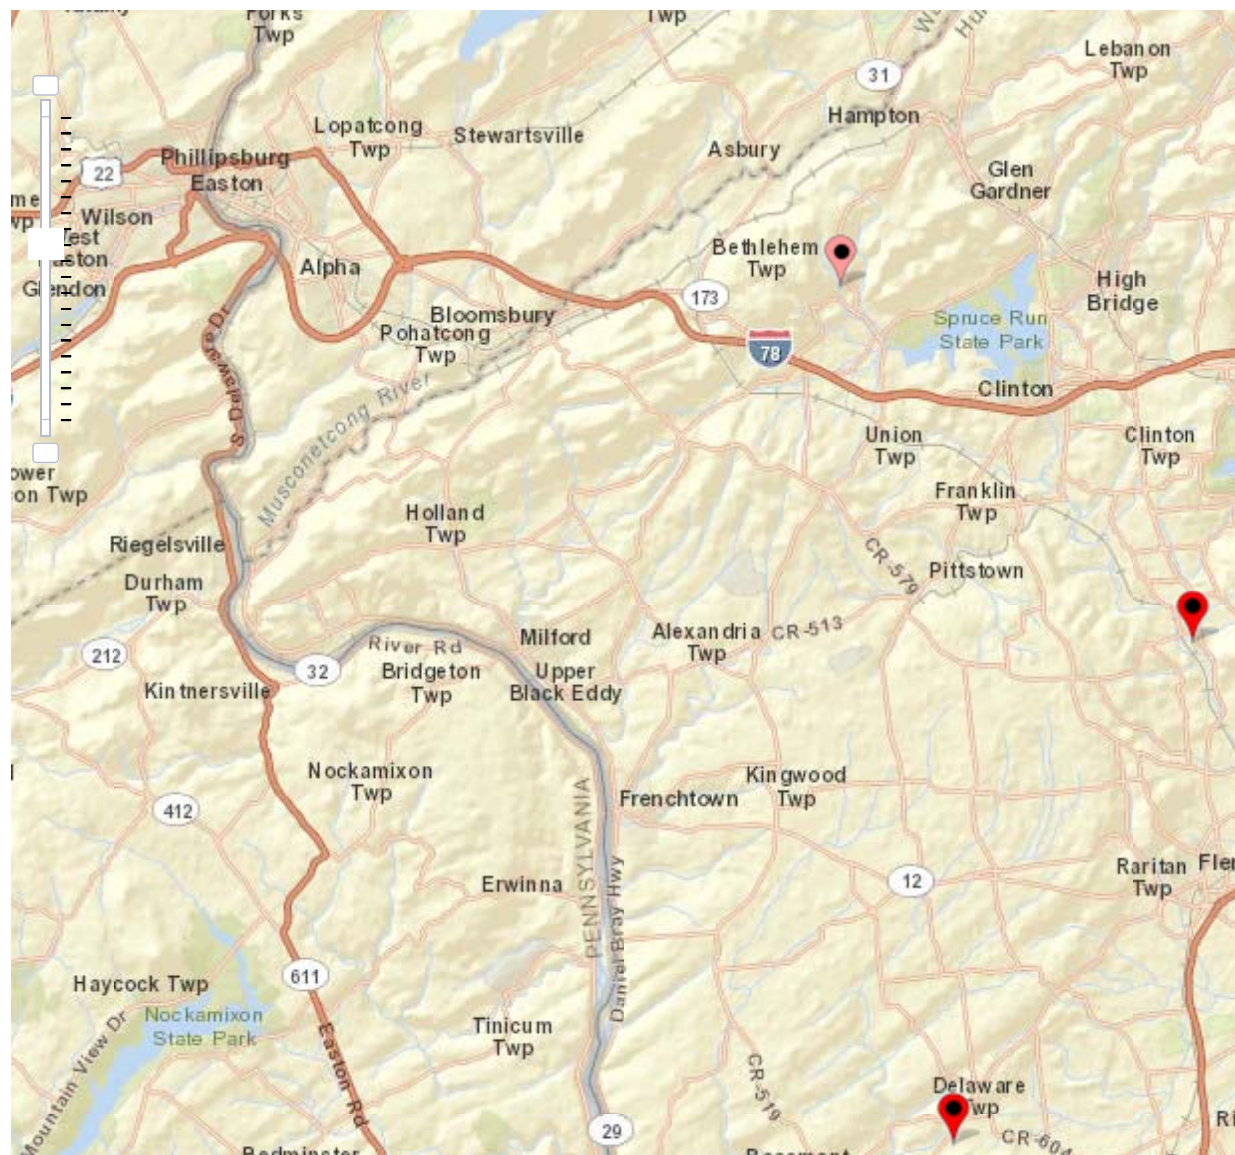 Forks
Twp
Twp
Lebanon
Twp
31
Hampton
Lopatcong
Twp
Stewartsville
Asbury
Phillipsburg
Easton
22
Glen
Gardner
Wilson
Alpha
Bethlehem
Twp
High
Bridge
173
Bloomsbury
Pohatcong
Twp
Spruce Run
State Park
78
S Delaware Dr
Clinton
Musconetcong River
Union
Twp
Clinton
Twp
Franklin
Twp
Holland
Twp
Riegelsville
CR-579
Pittstown
Durham
Twp
Milford
Alexandria
Twp
CR-513
River Rd
212
32
Bridgeton
Twp
Upper
Black Eddy
Kintnersville
Nockamixon
Twp
Kingwood
Twp
Frenchtown
412
PENNSYLVANIA
Daniel Bray Hwy
Raritan
Twp
Erwinna
12
611
Haycock Twp
Nockamixon
State Park
Mountain View Dr
Easton Rd
Tinicum
Twp
CR-519
Delaware
Twp
29
CR-604